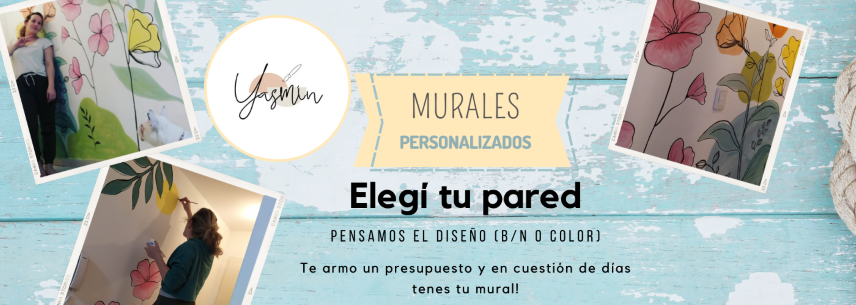 Yasmin
MURALES
PERSONALIZADOS
Elegí tu pared
PENSAMOS EL DISEÑO (B/N O COLOR)
Te armo un presupuesto y en cuestión de días
tenes tu mural!